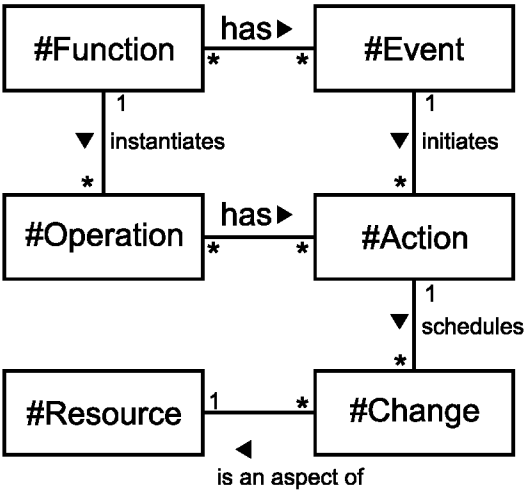 has
#Function
#Event
*
*
1
1
instantiates
initiates
*
*
has
#Operation
#Action
*
*
1
schedules
*
#Resource
1
*
#Change
is an aspect of